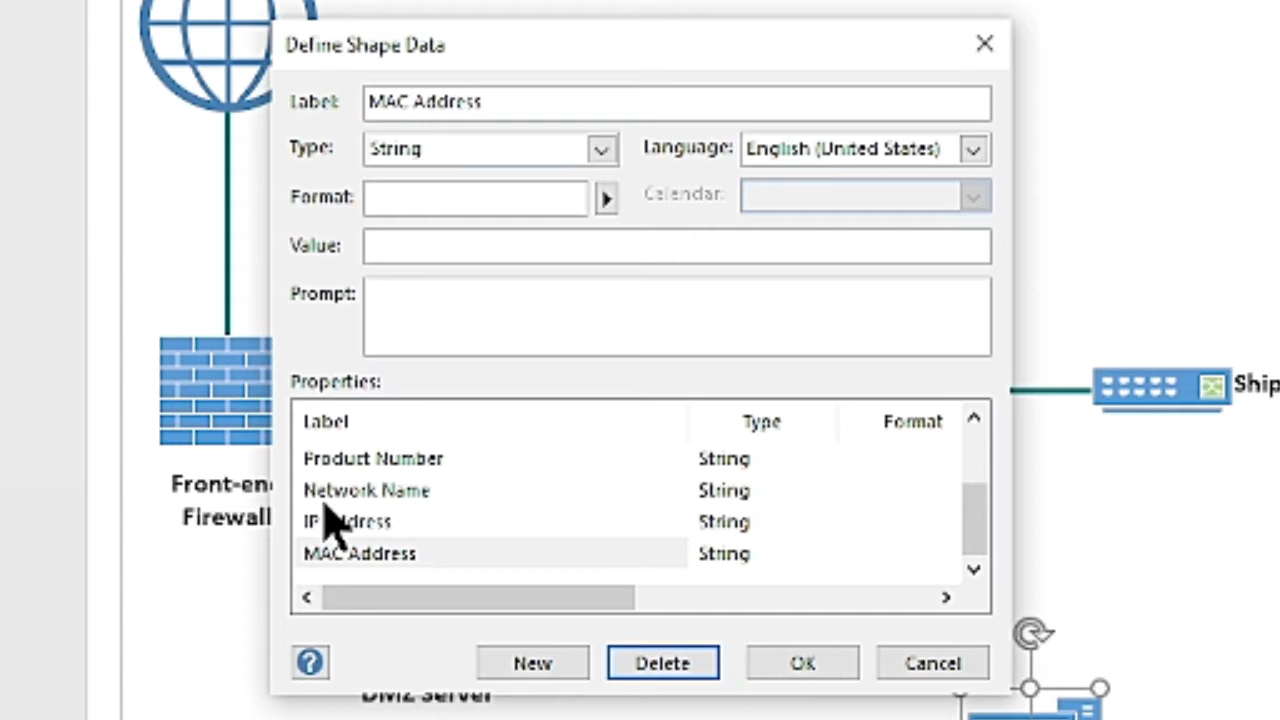 Define Shape Data
Label: MAC Address
Type: String Language: English (United States)
Format: Calendar:
Value:
Prompt:
Properties:
Label Type Format
Product Number String
Network Name String
IP Address String
MAC Address String
New Delete OK Cancel
Front-en
Firewall
Ship
DMZ Server